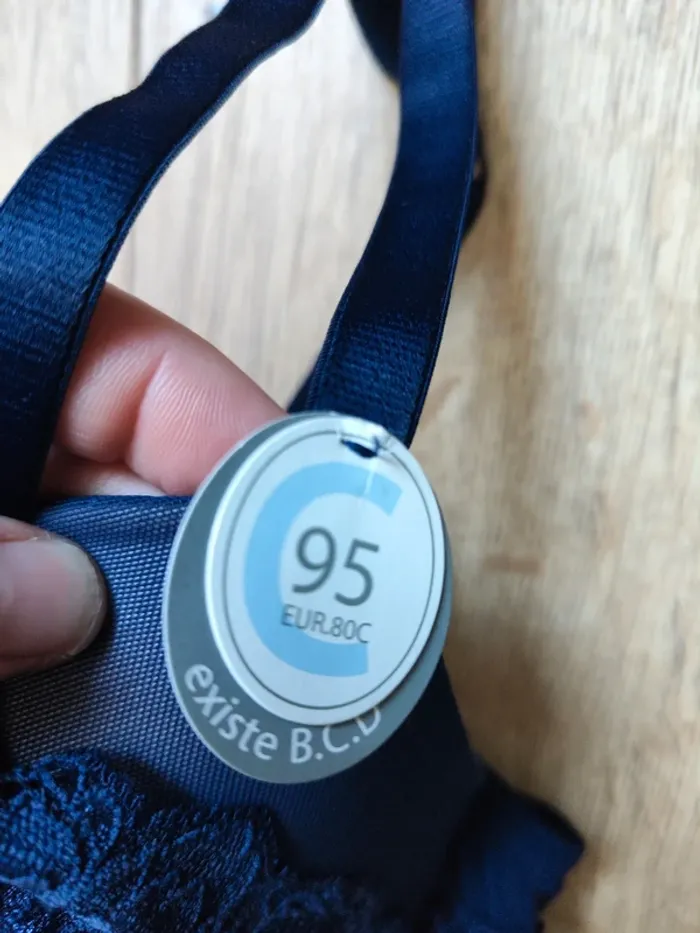 C
95
EUR.80C
existe B.C.D